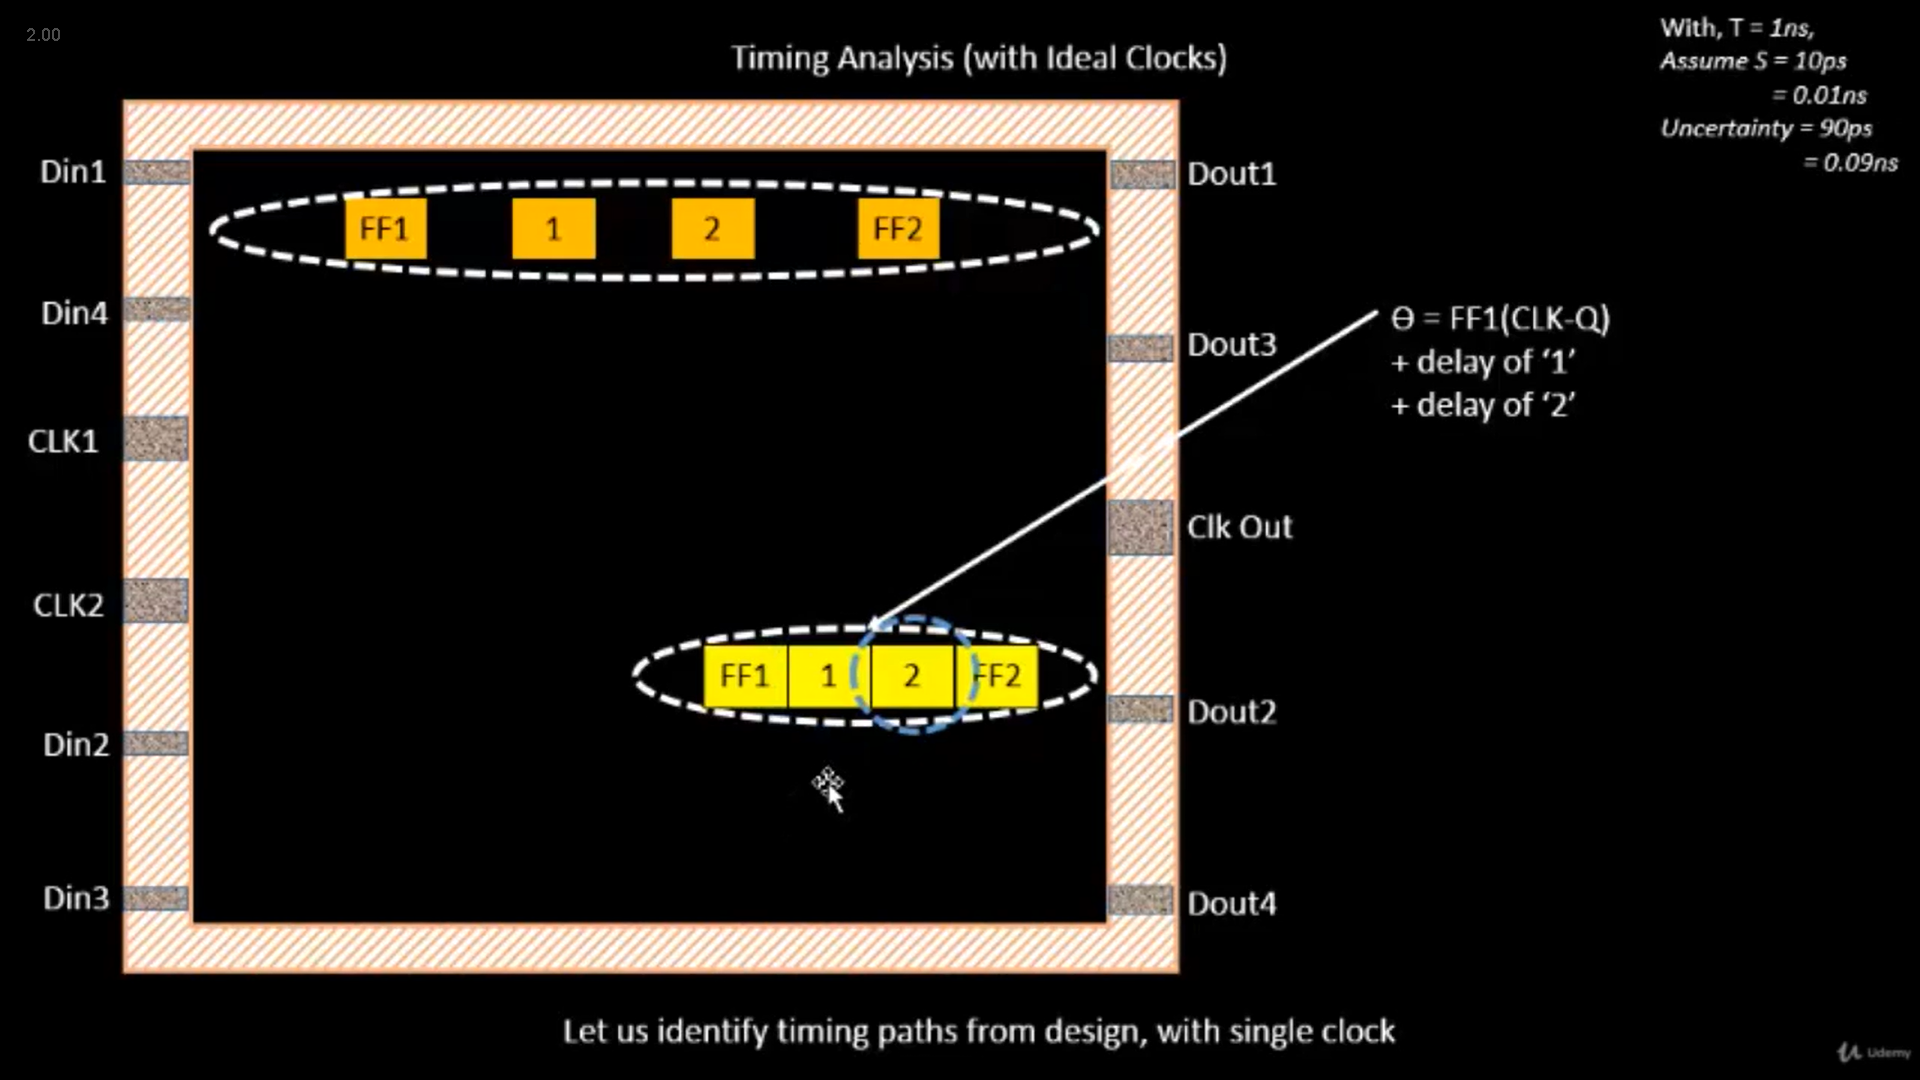 2.00
Timing Analysis (with Ideal Clocks)
With, T = 1ns,
Assume S = 10ps
= 0.01ns
Uncertainty = 90ps
= 0.09ns
Din1
Dout1
FF1 1 2 FF2
Din4
Dout3
Ɵ = FF1(CLK-Q)
+ delay of ‘1’
+ delay of ‘2’
CLK1
Clk Out
CLK2
FF1 1 2 FF2
Dout2
Din2
Din3
Dout4
Let us identify timing paths from design, with single clock
Udemy